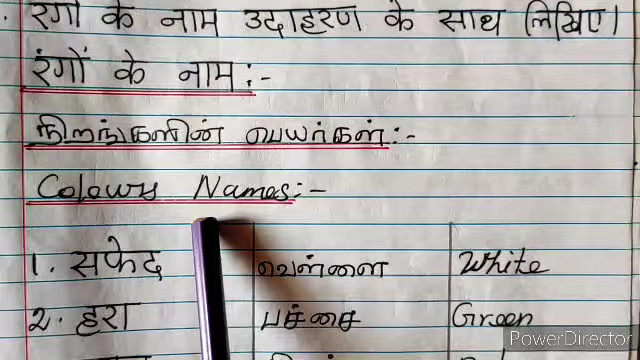 . रंगों के नाम उदाहरण के साथ लिखिए।
रंगों के नाम:-
நிறங்களின் பெயர்கள்:-
Colours Names:-
1. सफेद வெள்ளை White
2. हरा பச்சை Green
PowerDirector